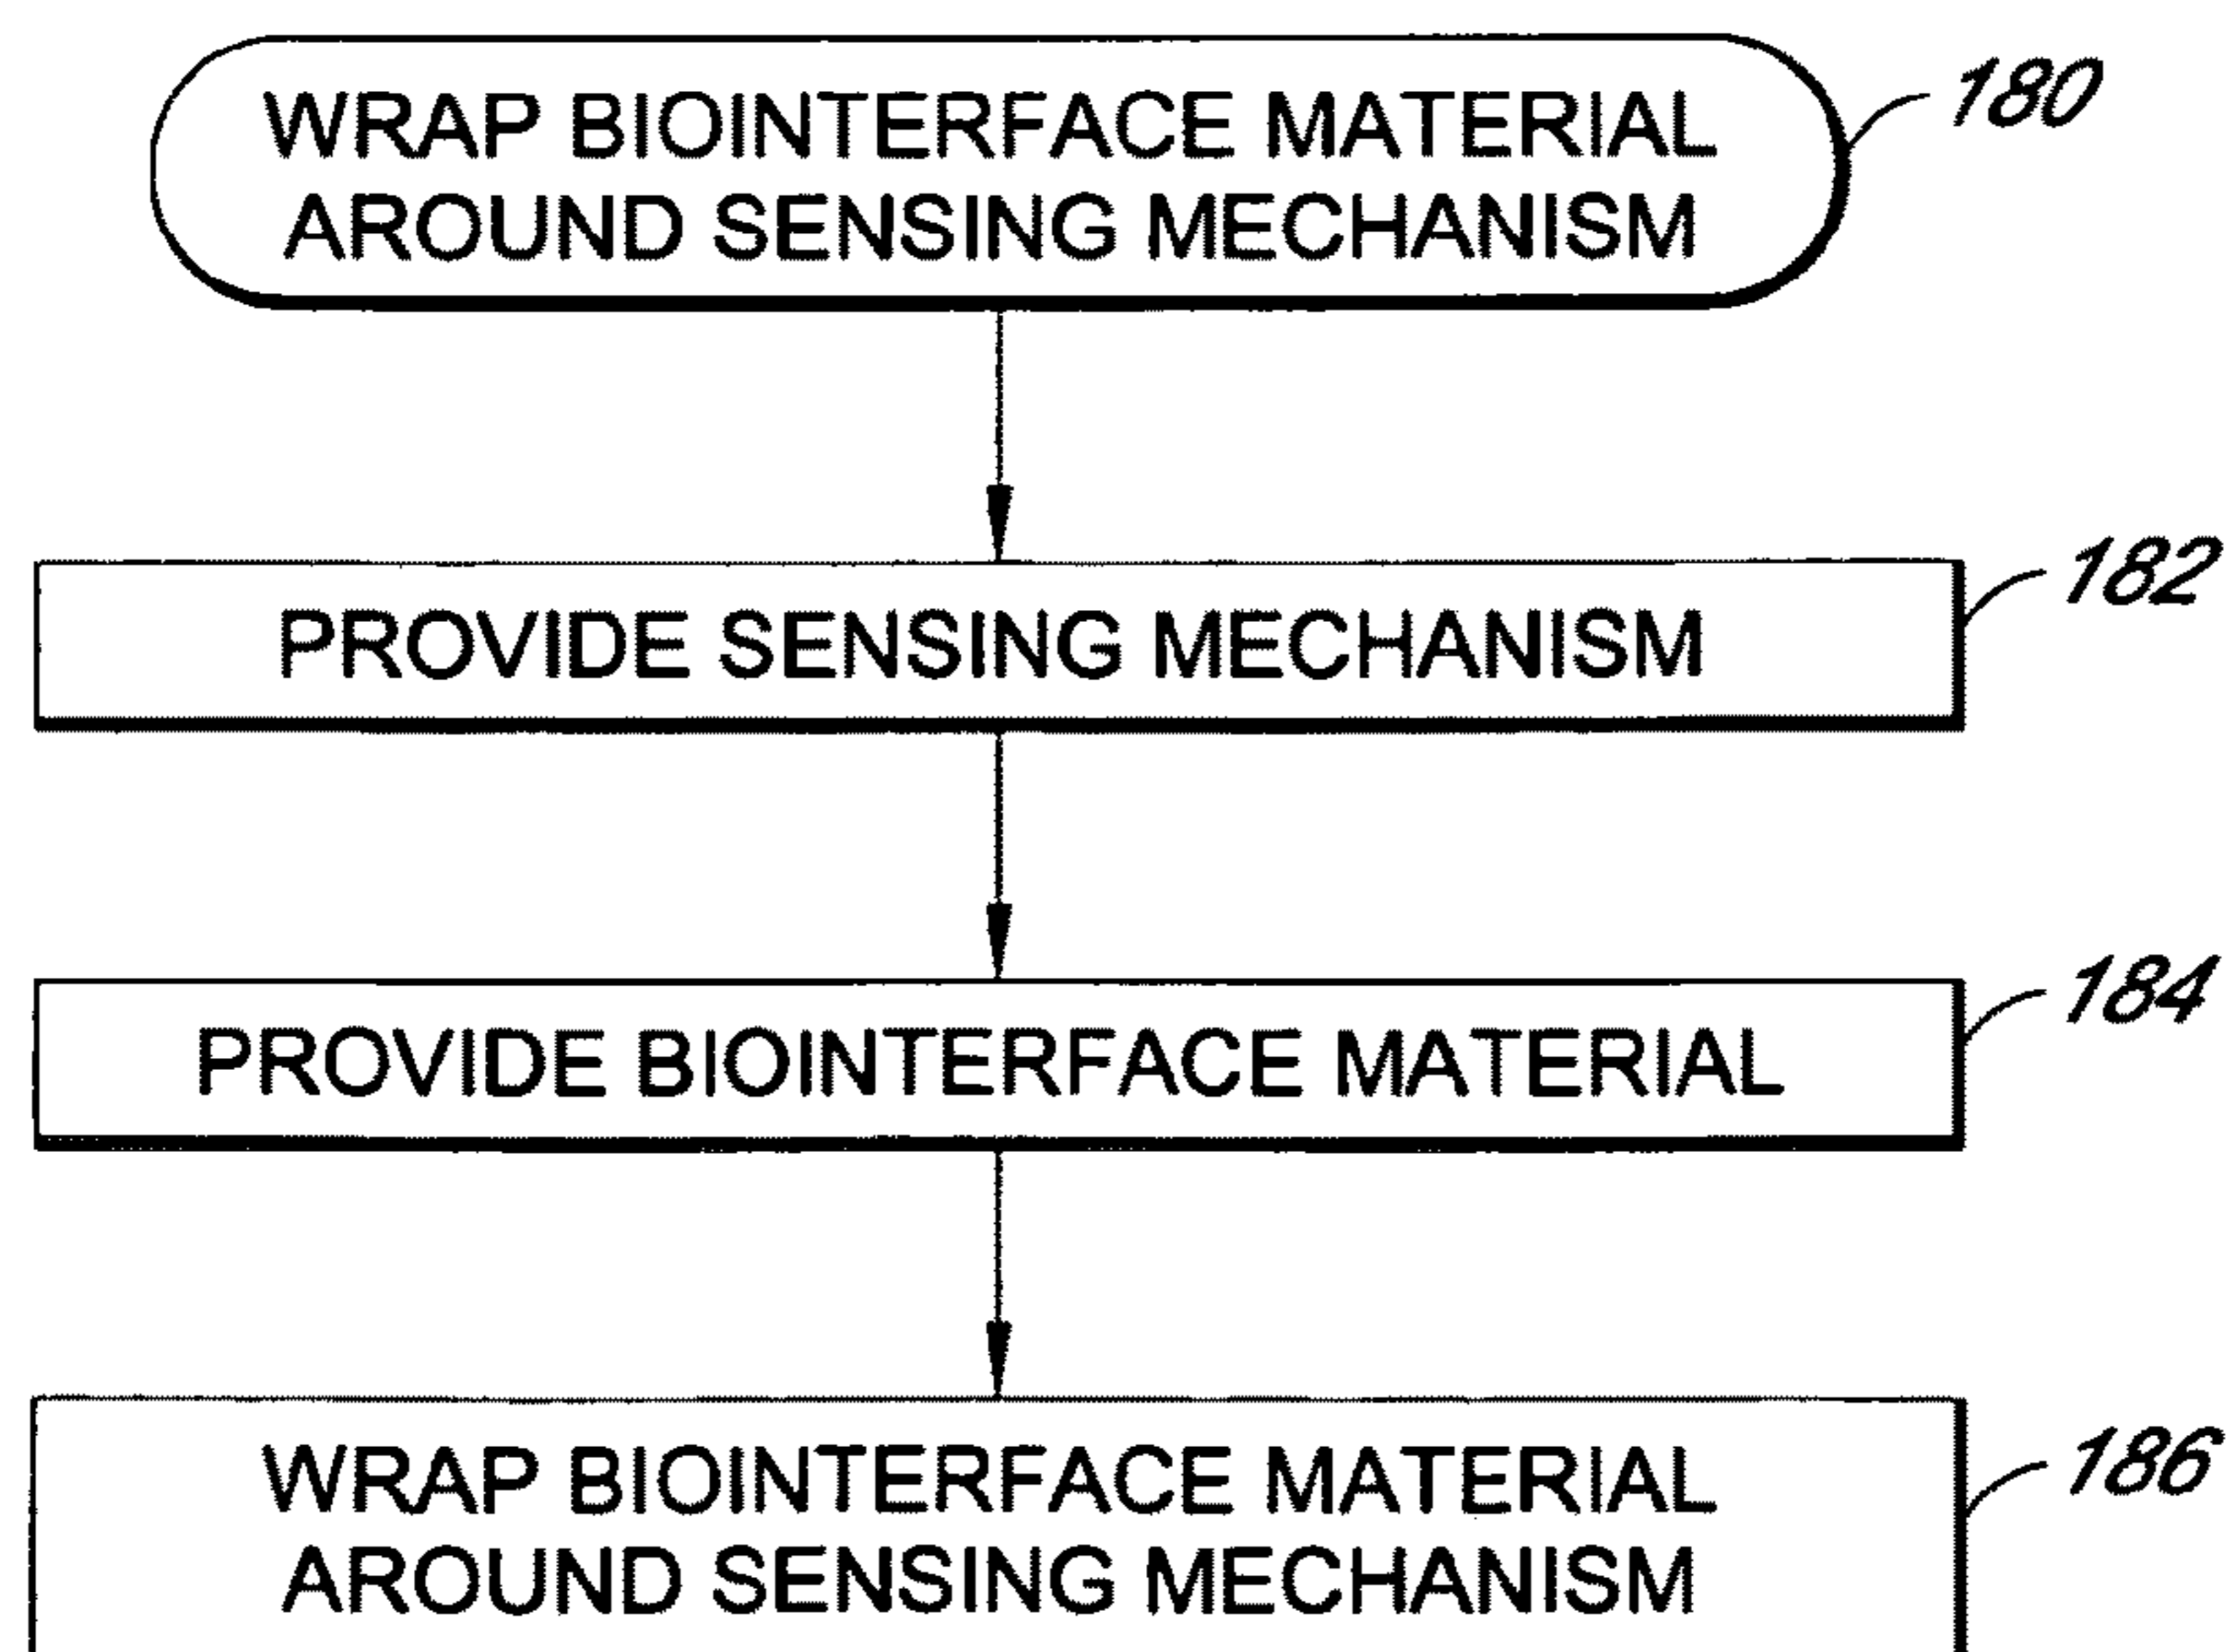 WRAP BIOINTERFACE MATERIAL
AROUND SENSING MECHANISM
180
PROVIDE SENSING MECHANISM
182
PROVIDE BIOINTERFACE MATERIAL
184
WRAP BIOINTERFACE MATERIAL
AROUND SENSING MECHANISM
186